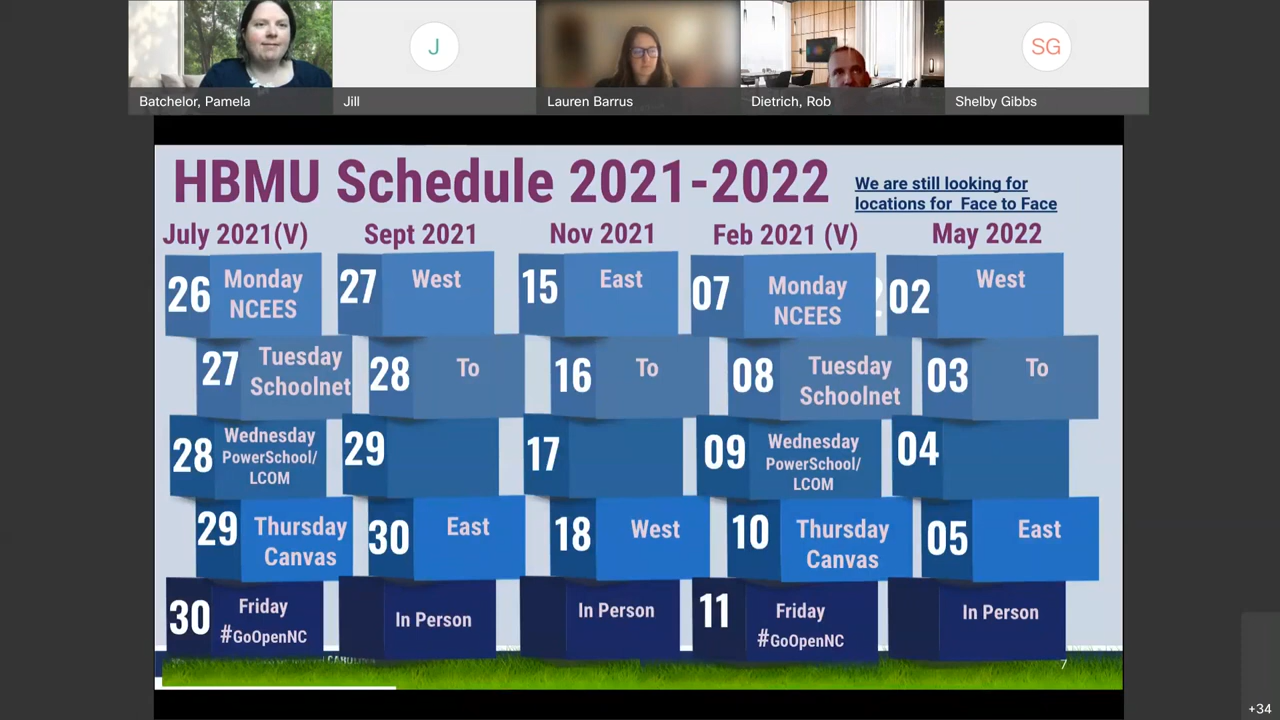 J
SG
Batchelor, Pamela
Jill
Lauren Barrus
Dietrich, Rob
Shelby Gibbs
HBMU Schedule 2021-2022
We are still looking for
locations for Face to Face
July 2021(V)
26 Monday
NCEES
27 Tuesday
Schoolnet
28 Wednesday
PowerSchool/
LCOM
29 Thursday
Canvas
30 Friday
#GoOpenNC
Sept 2021
27 West
28 To
29
30 East
In Person
Nov 2021
15 East
16 To
17
18 West
In Person
Feb 2021 (V)
07 Monday
NCEES
08 Tuesday
Schoolnet
09 Wednesday
PowerSchool/
LCOM
10 Thursday
Canvas
11 Friday
#GoOpenNC
May 2022
02 West
03 To
04
05 East
In Person
7
+34